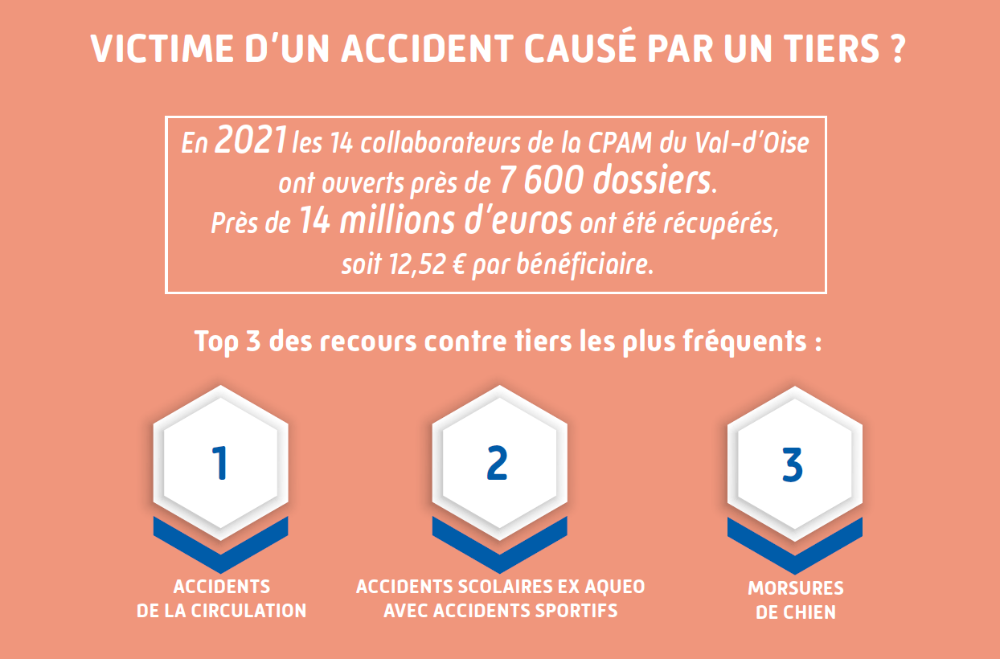 VICTIME D'UN ACCIDENT CAUSÉ PAR UN TIERS ?
En 2021 les 14 collaborateurs de la CPAM du Val-d'Oise
ont ouverts près de 7 600 dossiers.
Près de 14 millions d'euros ont été récupérés,
soit 12,52 € par bénéficiaire.
Top 3 des recours contre tiers les plus fréquents :
1
ACCIDENTS
DE LA CIRCULATION
2
ACCIDENTS SCOLAIRES EX AQUEO
AVEC ACCIDENTS SPORTIFS
3
MORSURES
DE CHIEN